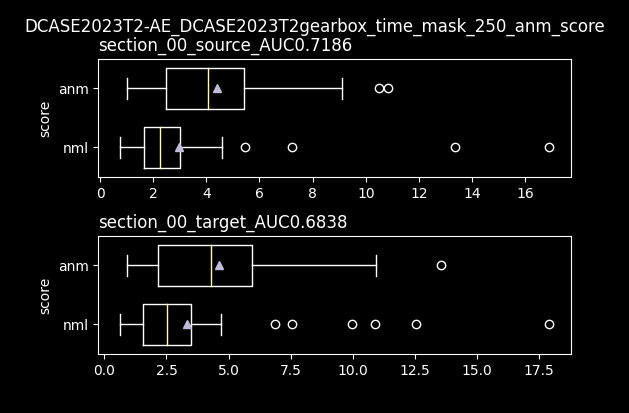 DCASE2023T2-AE_DCASE2023T2gearbox_time_mask_250_anm_score
section_00_source_AUC0.7186
anm
nml
score
0 2 4 6 8 10 12 14 16
section_00_target_AUC0.6838
anm
nml
score
0.0 2.5 5.0 7.5 10.0 12.5 15.0 17.5